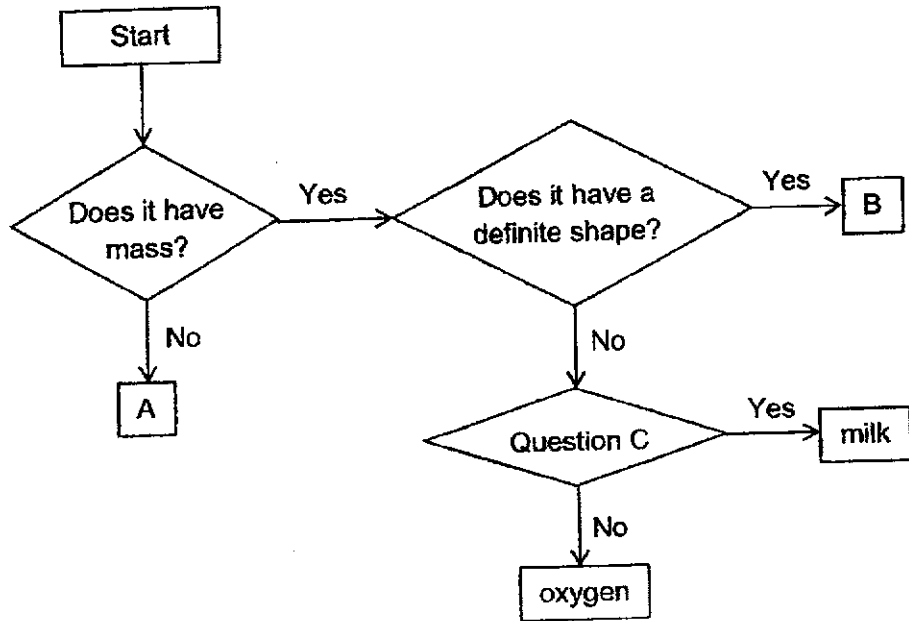 Start
Does it have
mass?
Yes
Does it have a
definite shape?
Yes
B
No
A
No
Question C
Yes
milk
No
oxygen